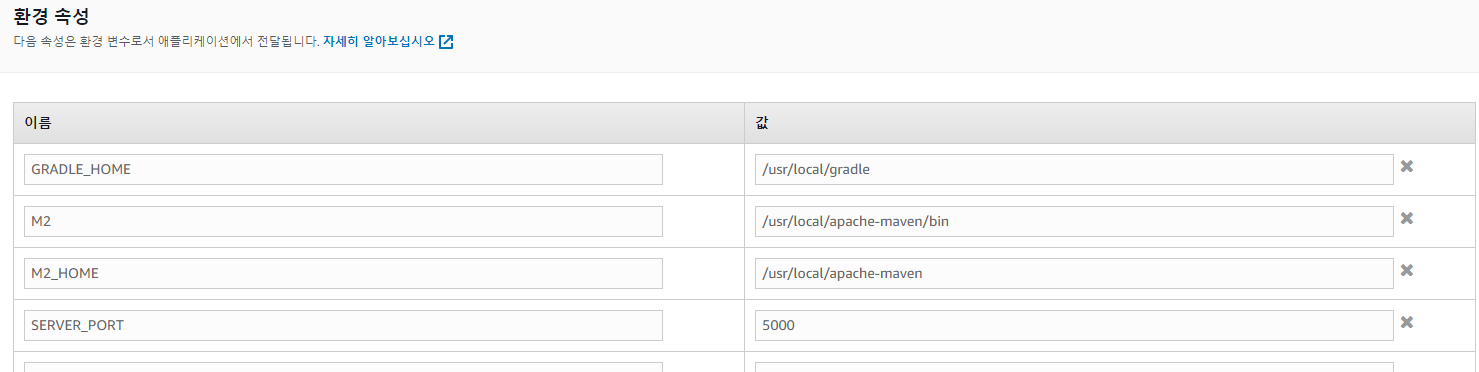 환경 속성
다음 속성은 환경 변수로서 애플리케이션에서 전달됩니다. 자세히 알아보십시오
이름 값
GRADLE_HOME /usr/local/gradle
M2 /usr/local/apache-maven/bin
M2_HOME /usr/local/apache-maven
SERVER_PORT 5000